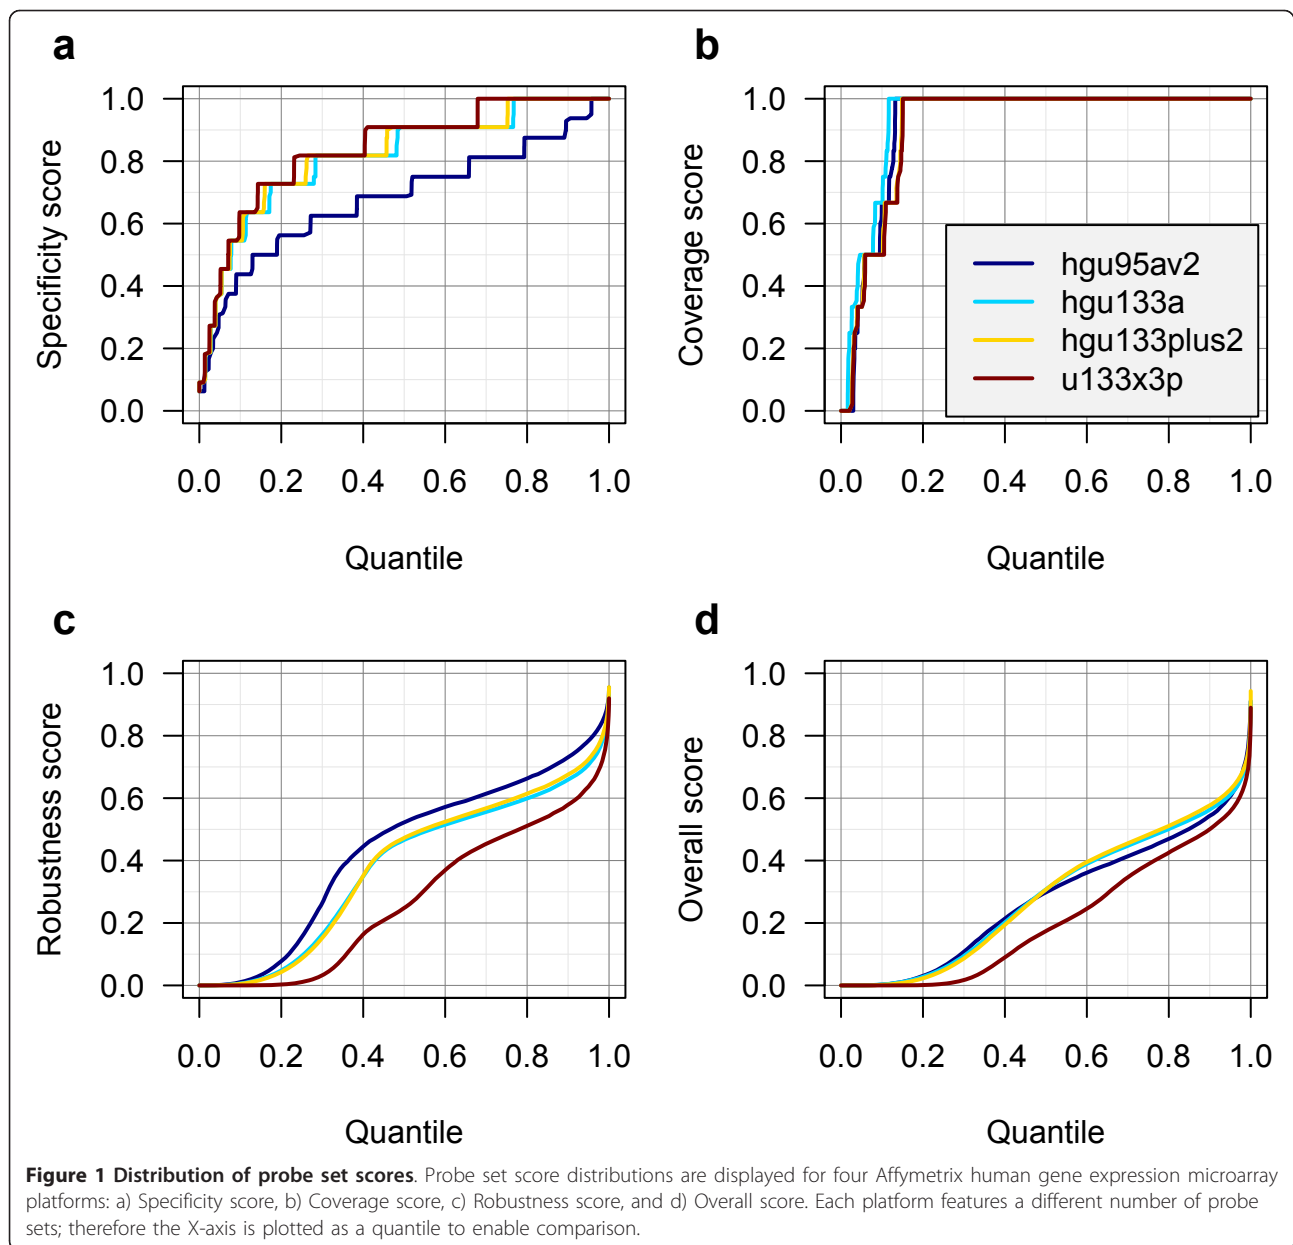 a
b
1.0
0.8
0.6
0.4
0.2
0.0
Specificity score
0.0 0.2 0.4 0.6 0.8 1.0
Quantile
1.0
0.8
0.6
0.4
0.2
0.0
Coverage score
hgu95av2
hgu133a
hgu133plus2
u133x3p
0.0 0.2 0.4 0.6 0.8 1.0
Quantile
c
d
1.0
0.8
0.6
0.4
0.2
0.0
Robustness score
0.0 0.2 0.4 0.6 0.8 1.0
Quantile
1.0
0.8
0.6
0.4
0.2
0.0
Overall score
0.0 0.2 0.4 0.6 0.8 1.0
Quantile
Figure 1 Distribution of probe set scores. Probe set score distributions are displayed for four Affymetrix human gene expression microarray
platforms: a) Specificity score, b) Coverage score, c) Robustness score, and d) Overall score. Each platform features a different number of probe
sets; therefore the X-axis is plotted as a quantile to enable comparison.